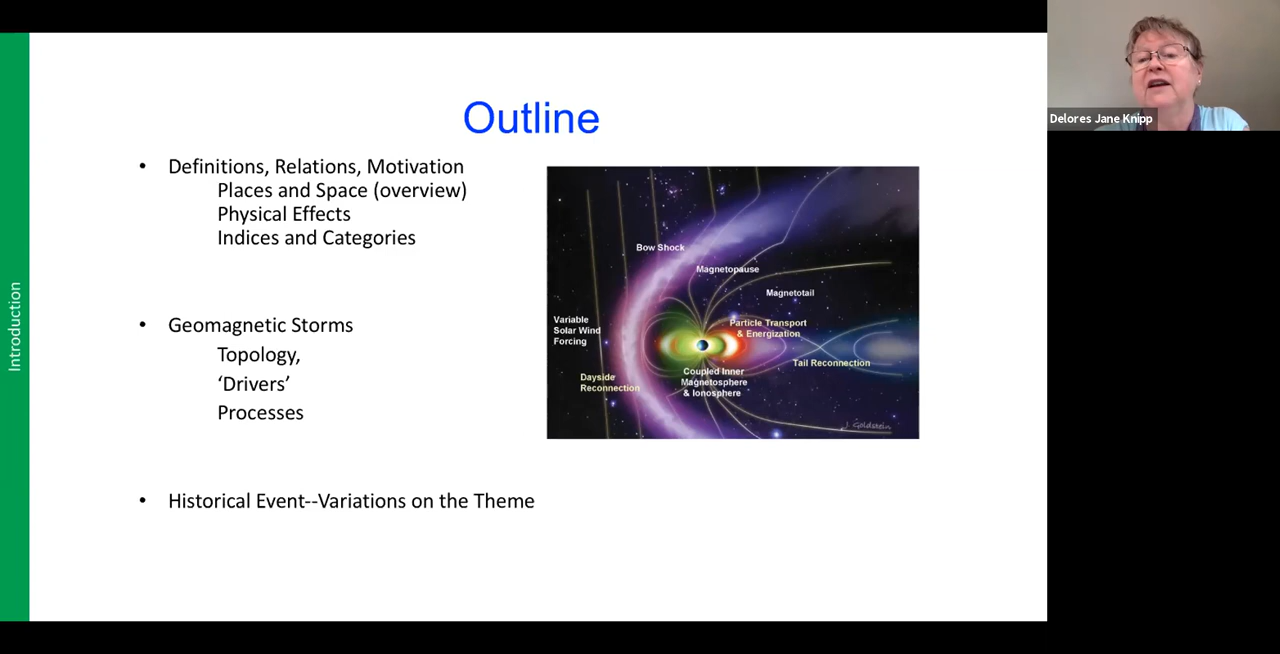 Outline
• Definitions, Relations, Motivation
Places and Space (overview)
Physical Effects
Indices and Categories
• Geomagnetic Storms
Topology,
‘Drivers’
Processes
• Historical Event--Variations on the Theme
Introduction
Bow Shock
Magnetopause
Magnetotail
Variable
Solar Wind
Forcing
Particle Transport
& Energization
Tail Reconnection
Dayside
Reconnection
Coupled Inner
Magnetosphere
& Ionosphere
J. Goldstein
Delores Jane Knipp